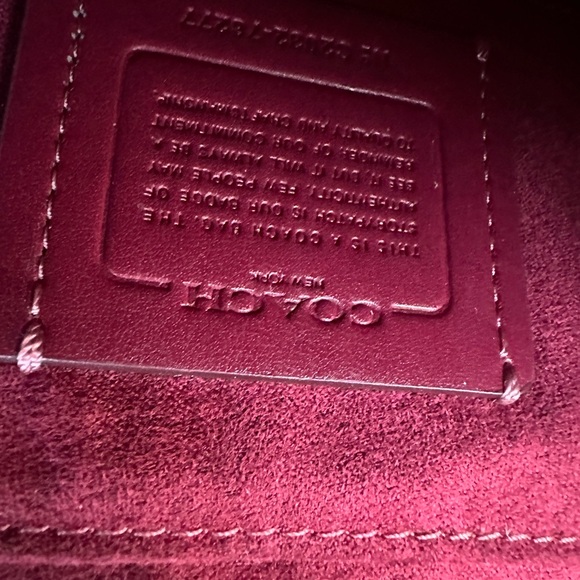 COACH
NEW YORK
THIS IS A COACH BAG. THE
STORYPATCH IS OUR BADGE OF
AUTHENTICITY. FEW PEOPLE MAY
SEE IT, BUT IT WILL ALWAYS BE A
REMINDER OF OUR COMMITMENT
TO QUALITY AND CRAFTSMANSHIP.